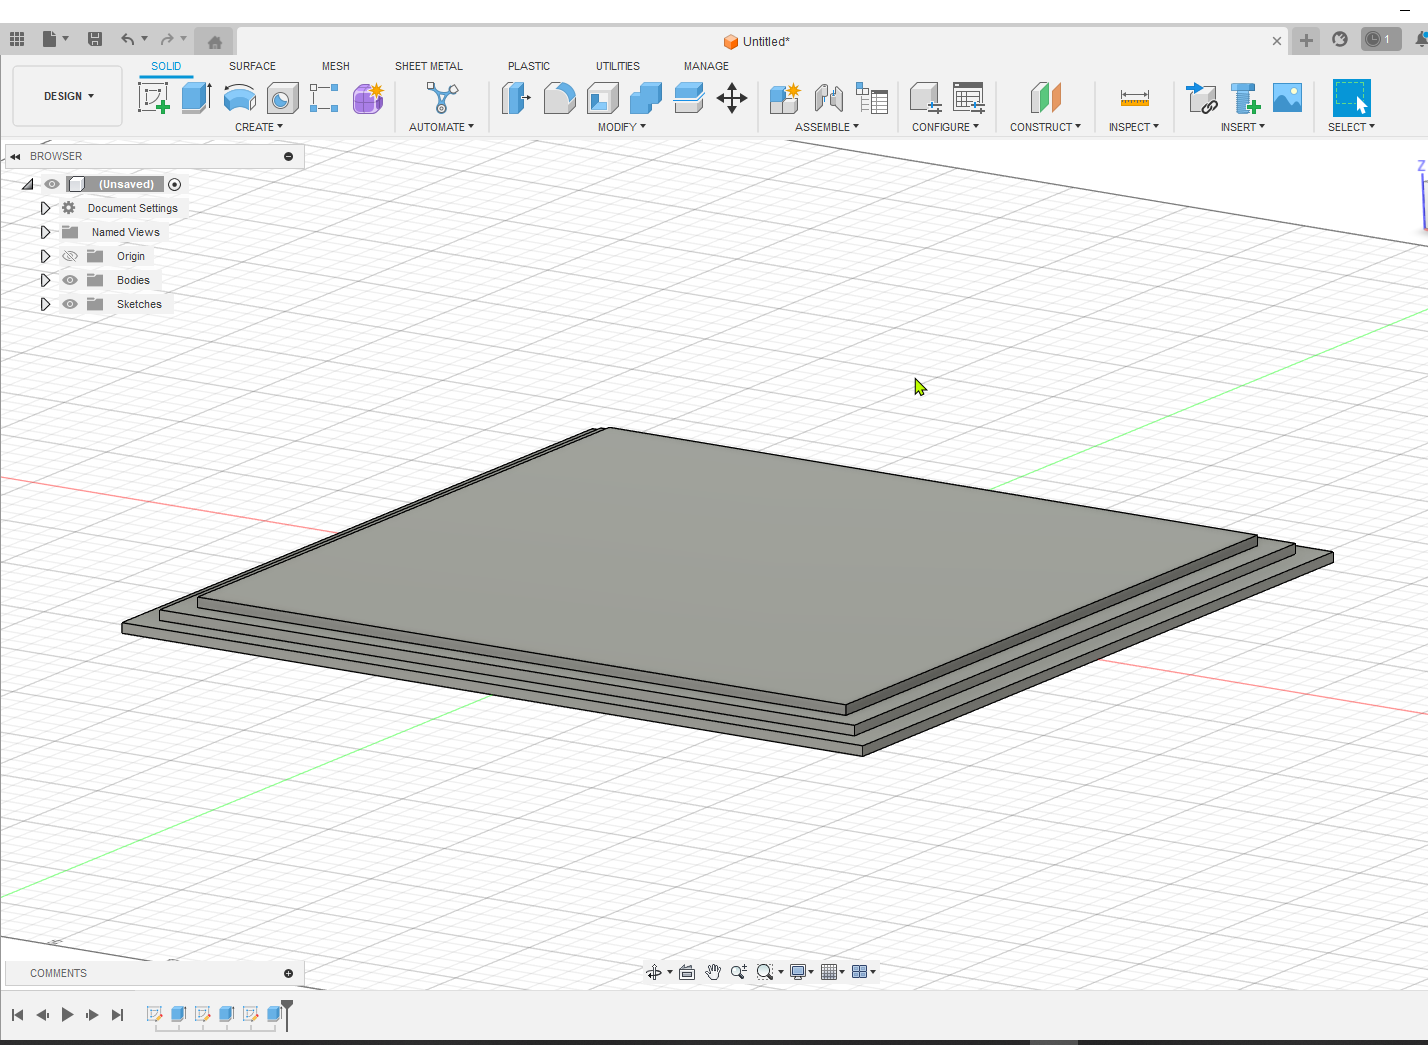 Untitled*
1
DESIGN
SOLID SURFACE MESH SHEET METAL PLASTIC UTILITIES MANAGE
CREATE AUTOMATE MODIFY ASSEMBLE CONFIGURE CONSTRUCT INSPECT INSERT SELECT
BROWSER
Z
(Unsaved)
Document Settings
Named Views
Origin
Bodies
Sketches
COMMENTS